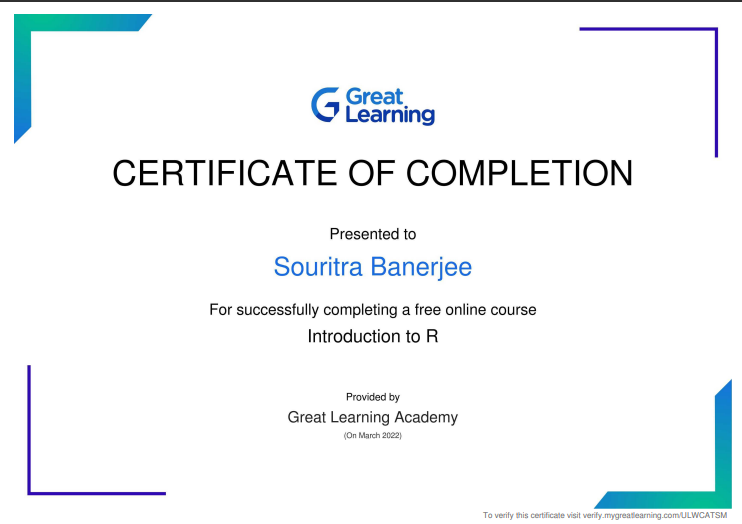 Great
Learning
CERTIFICATE OF COMPLETION
Presented to
Souritra Banerjee
For successfully completing a free online course
Introduction to R
Provided by
Great Learning Academy
(On March 2022)
To verify this certificate visit verify.mygreatlearning.com/ULWCATSM